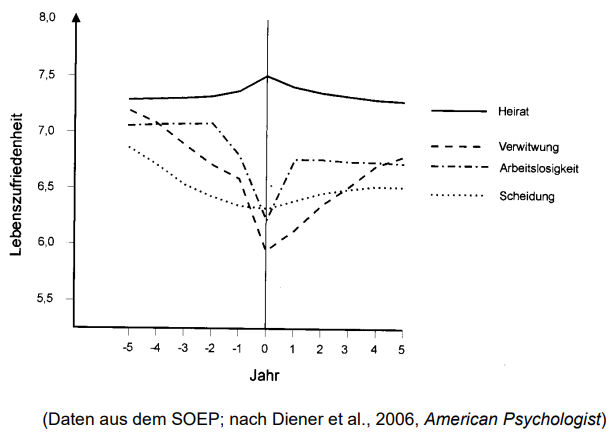 8,0
7,5
7,0
6,5
6,0
5,5
Lebenszufriedenheit
Heirat
Verwitwung
Arbeitslosigkeit
Scheidung
-5 -4 -3 -2 -1 0 1 2 3 4 5
Jahr
(Daten aus dem SOEP; nach Diener et al., 2006, American Psychologist)